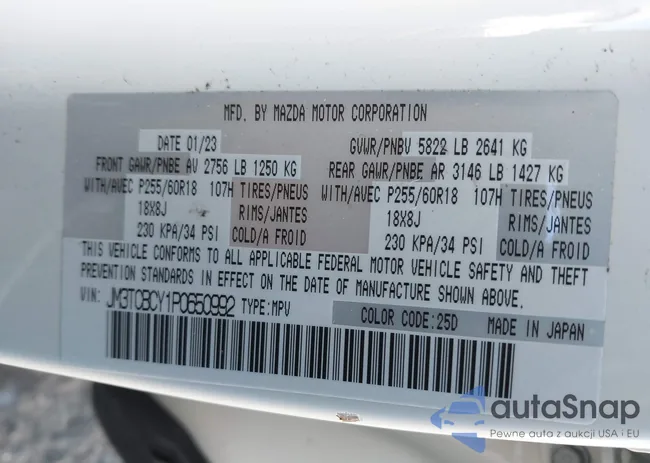 MFD. BY MAZDA MOTOR CORPORATION
DATE 01/23 GVWR/PNBV 5822 LB 2641 KG
FRONT GAWR/PNBE AV 2756 LB 1250 KG REAR GAWR/PNBE AR 3146 LB 1427 KG
WITH/AVEC P255/60R18 107H TIRES/PNEUS WITH/AVEC P255/60R18 107H TIRES/PNEUS
18X8J RIMS/JANTES 18X8J RIMS/JANTES
230 KPA/34 PSI COLD/A FROID 230 KPA/34 PSI COLD/A FROID
THIS VEHICLE CONFORMS TO ALL APPLICABLE FEDERAL MOTOR VEHICLE SAFETY AND THEFT
PREVENTION STANDARDS IN EFFECT ON THE DATE OF MANUFACTURE SHOWN ABOVE.
VIN: JM3TCBCY1P0650992 TYPE:MPV COLOR CODE:25D MADE IN JAPAN
autaSnap
Pewne auta z aukcji USA i EU